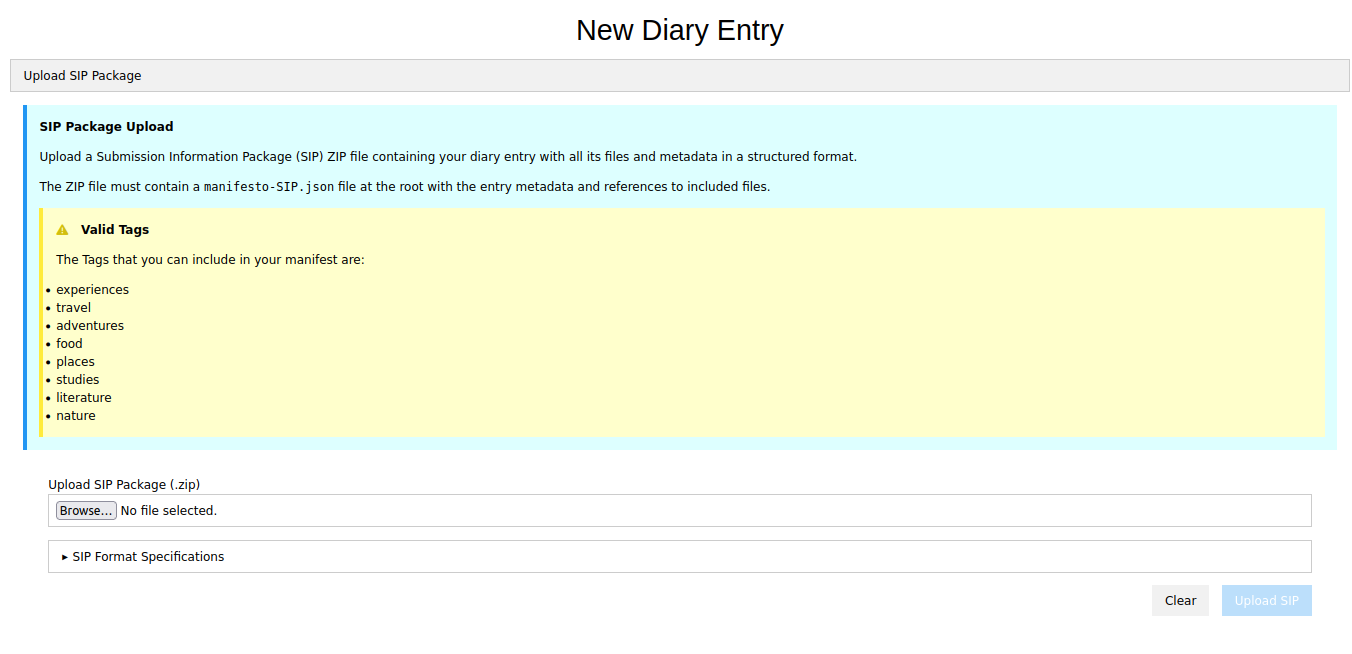 New Diary Entry
Upload SIP Package
SIP Package Upload
Upload a Submission Information Package (SIP) ZIP file containing your diary entry with all its files and metadata in a structured format.
The ZIP file must contain a manifesto-SIP.json file at the root with the entry metadata and references to included files.
Valid Tags
The Tags that you can include in your manifest are:
• experiences
• travel
• adventures
• food
• places
• studies
• literature
• nature
Upload SIP Package (.zip)
Browse... No file selected.
▸ SIP Format Specifications
Clear Upload SIP